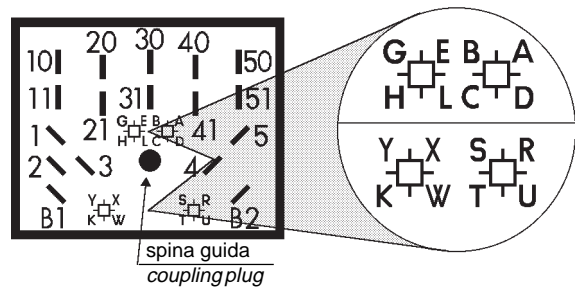 10 20 30 40 50
11 31 51
21 G E B A 41
H L C D
1 5
2 3 4
B1 Y X S R B2
K W T U
spina guida
coupling plug
G E B A
H L C D
Y X S R
K W T U